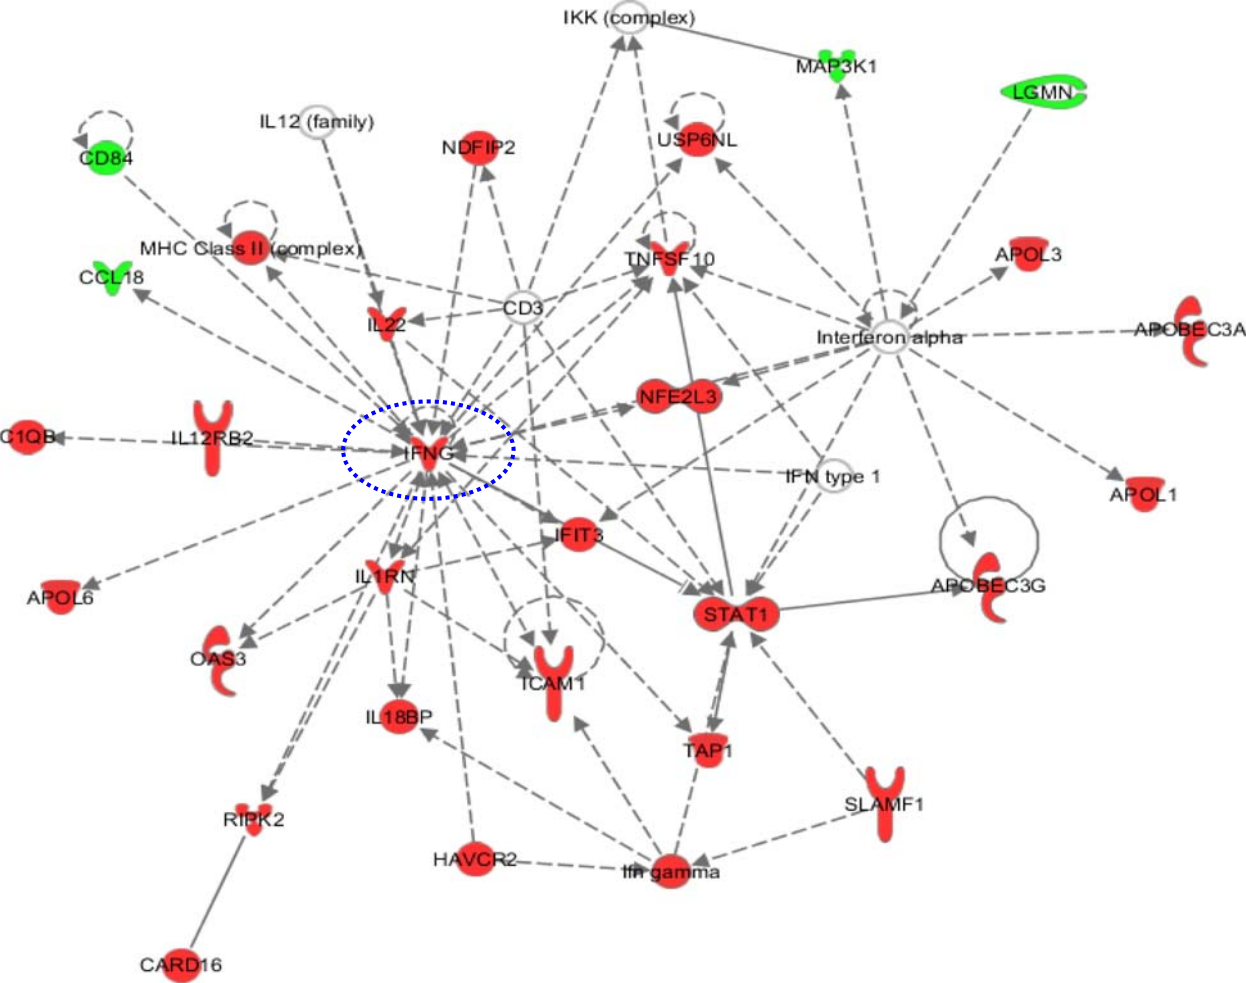 IKK (complex)
MAP3K1
LGMN
IL12 (family)
CD84
NDFIP2
USP6NL
MHC Class II (complex)
CCL18
TNFSF10
APOL3
IL22
CD3
Interferon alpha
APOBEC3A
NFE2L3
C1QB
IL12RB2
IFNG
IFN type 1
APOL1
IFIT3
IL1RN
APOL6
APOBEC3G
STAT1
OAS3
ICAM1
IL18BP
TAP1
SLAMF1
RIPK2
HAVCR2
Ifn gamma
CARD16